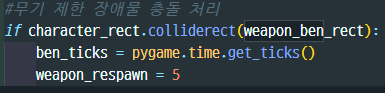 #무기 제한 장애물 충돌 처리
if character_rect.colliderect(weapon_ben_rect):
    ben_ticks = pygame.time.get_ticks()
    weapon_respawn = 5